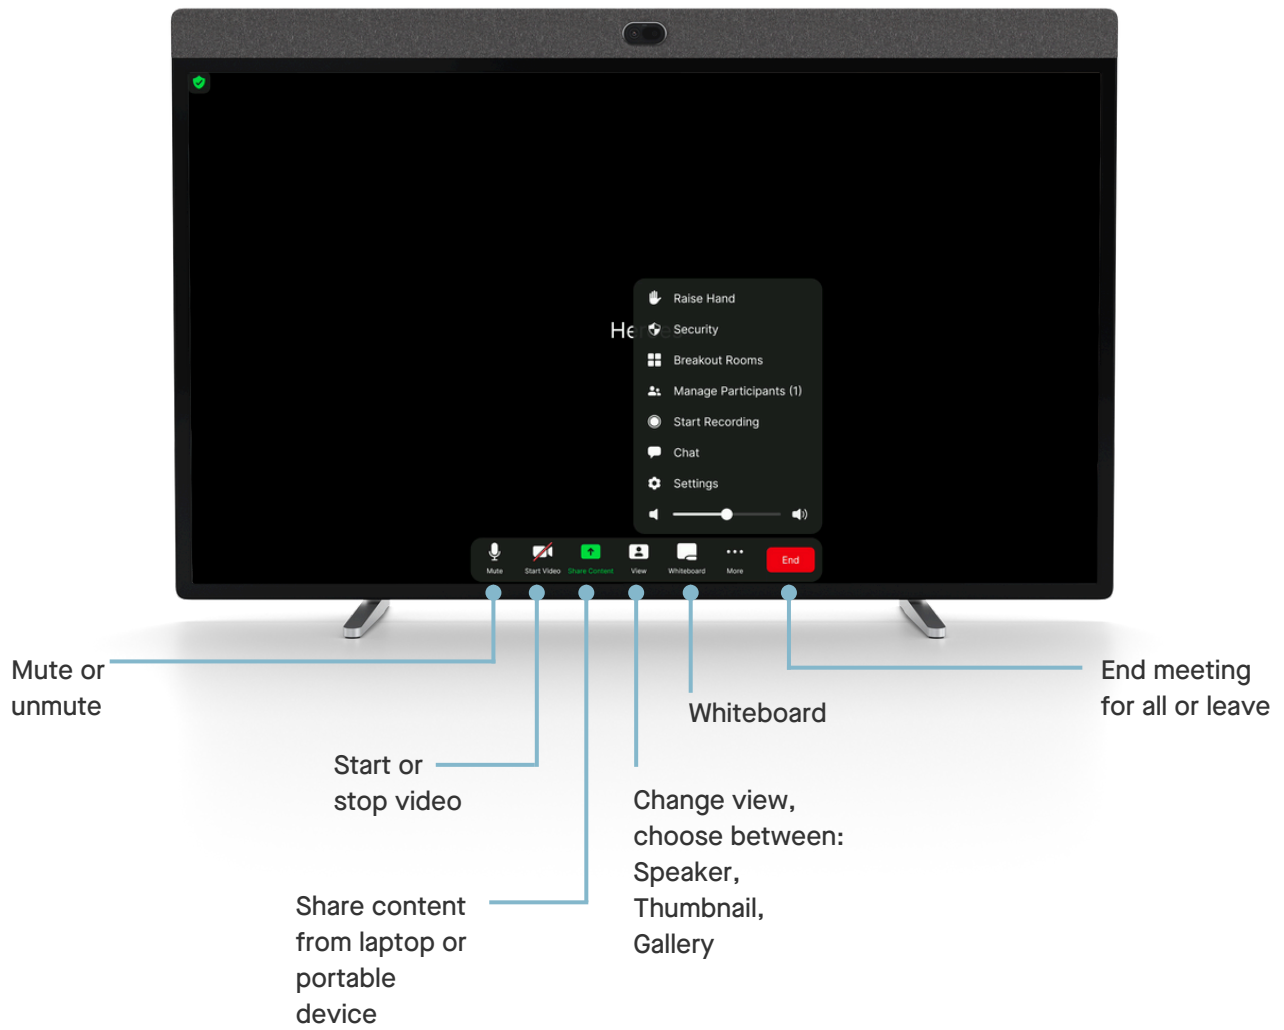 Raise Hand
He
Security
Breakout Rooms
Manage Participants (1)
Start Recording
Chat
Settings
Mute
Start Video
Share Content
View
Whiteboard
More
End
Mute or
unmute
Start or
stop video
Share content
from laptop or
portable
device
Change view,
choose between:
Speaker,
Thumbnail,
Gallery
Whiteboard
End meeting
for all or leave